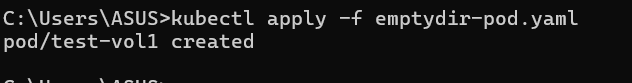 C:\Users\ASUS>kubectl apply -f emptydir-pod.yaml
pod/test-vol1 created